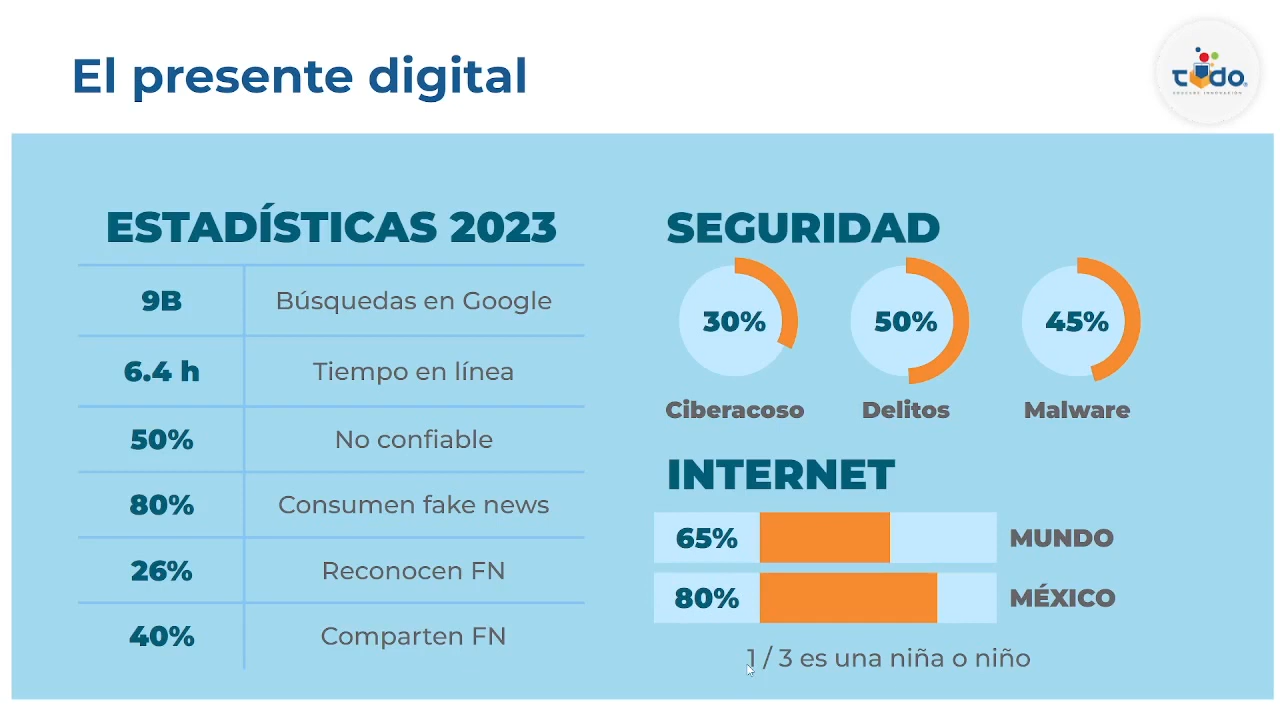 El presente digital
tudo
ESTADÍSTICAS 2023
9B Búsquedas en Google
6.4 h Tiempo en línea
50% No confiable
80% Consumen fake news
26% Reconocen FN
40% Comparten FN
SEGURIDAD
30% 50% 45%
Ciberacoso Delitos Malware
INTERNET
65% MUNDO
80% MÉXICO
1 / 3 es una niña o niño